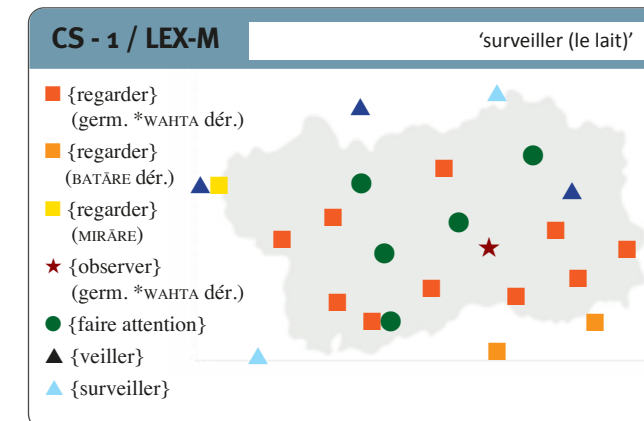 CS - 1 / LEX-M
‘surveiller (le lait)’
{regarder}
(germ. *WAHTA dér.)
{regarder}
(BATĀRE dér.)
{regarder}
(MIRĀRE)
{observer}
(germ. *WAHTA dér.)
{faire attention}
{veiller}
{surveiller}